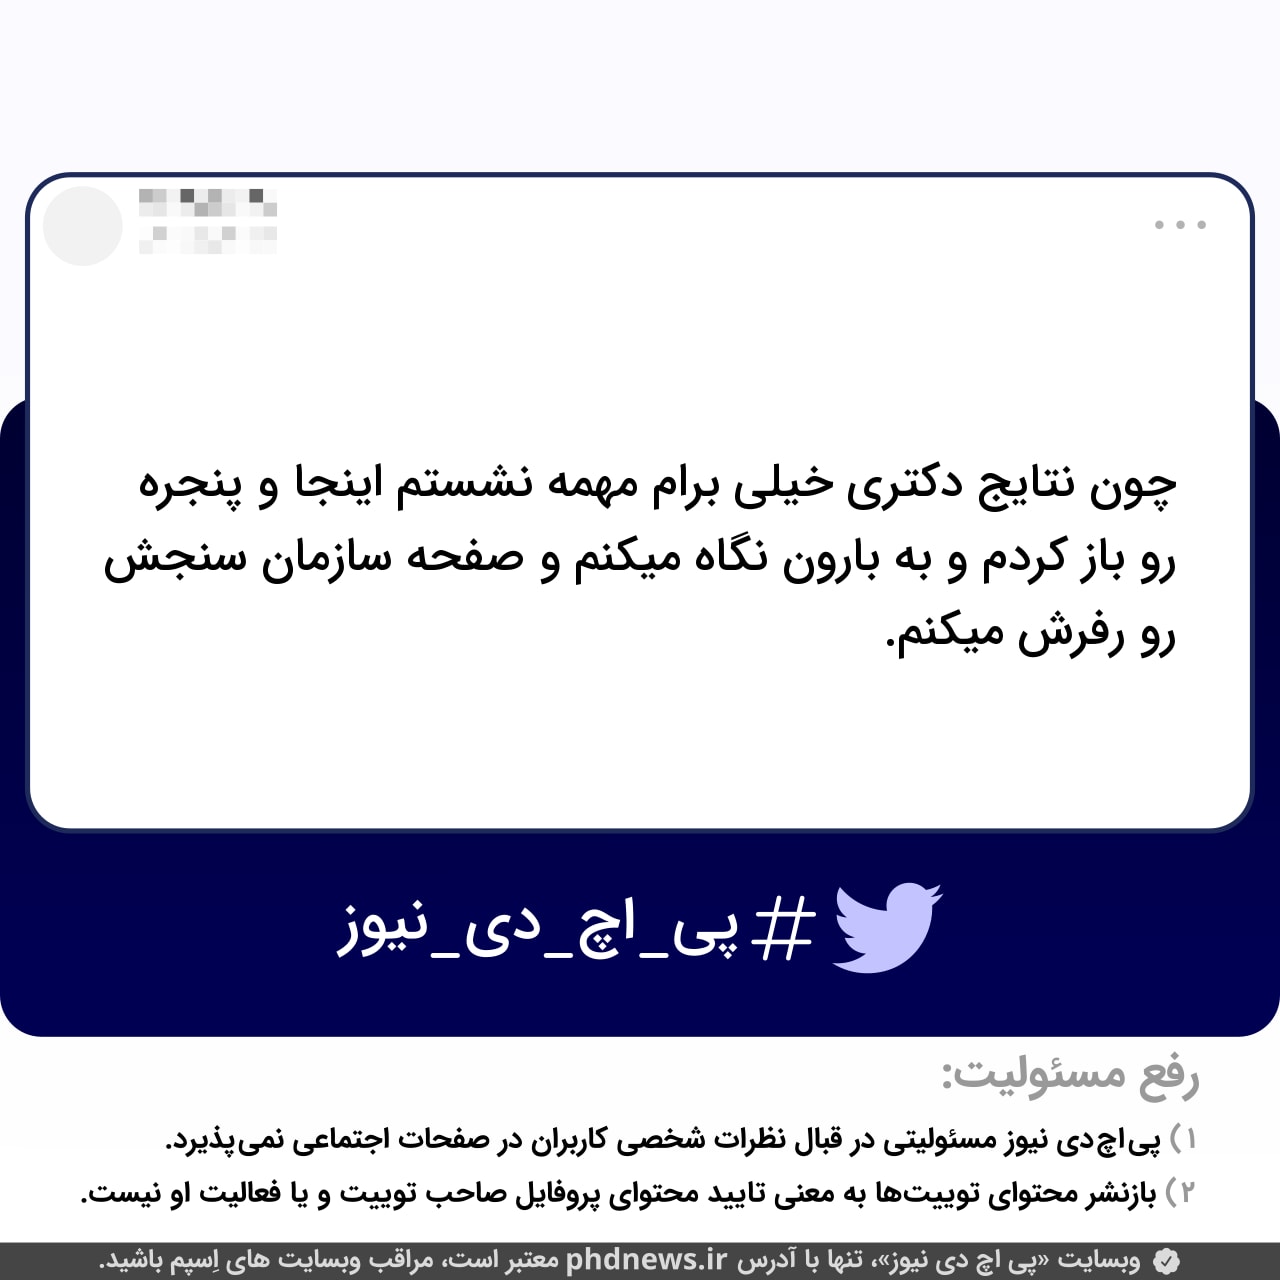 چون نتایج دکتری خیلی برام مهمه نشستم اینجا و پنجره
رو باز کردم و به بارون نگاه میکنم و صفحه سازمان سنجش
رو رفرش میکنم.
#پی_اچ_دی_نیوز
رفع مسئولیت:
۱) پی‌اچ‌دی نیوز مسئولیتی در قبال نظرات شخصی کاربران در صفحات اجتماعی نمی‌پذیرد.
۲) بازنشر محتوای توییت‌ها به معنی تایید محتوای پروفایل صاحب توییت و یا فعالیت او نیست.
وبسایت «پی اچ دی نیوز»، تنها با آدرس phdnews.ir معتبر است، مراقب وبسایت های اِسپم باشید.